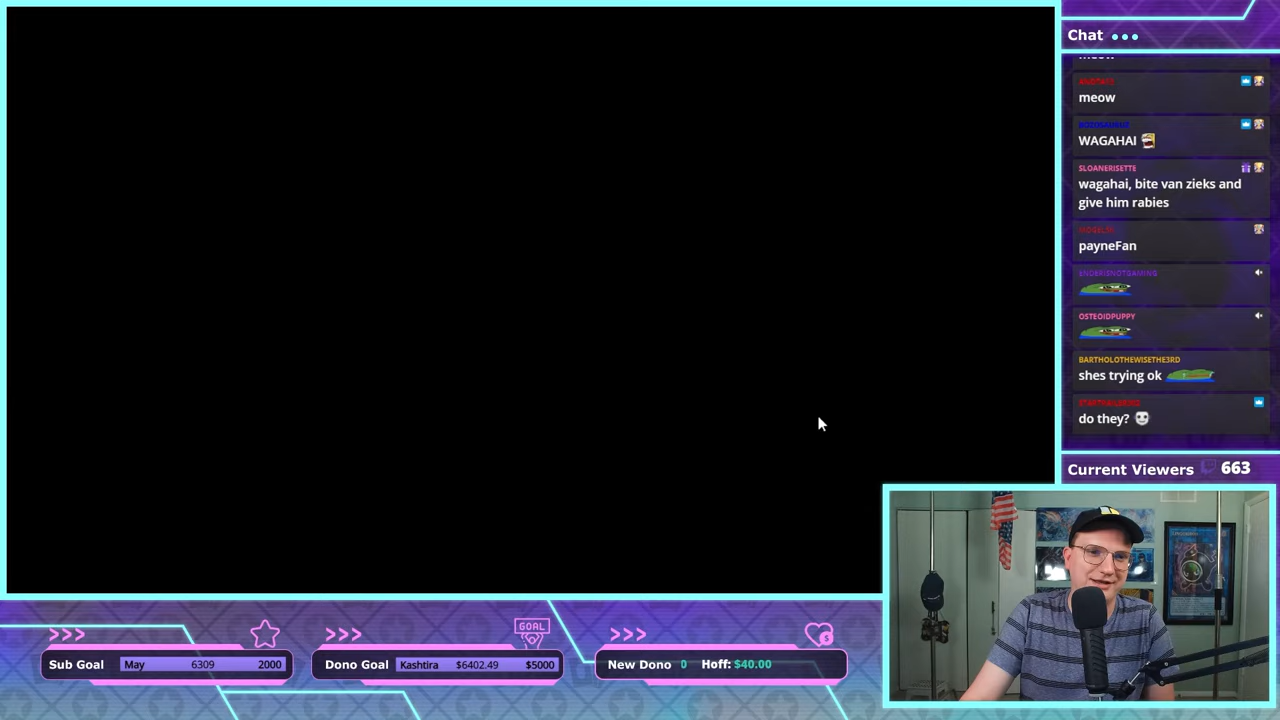 Chat
meow
meow
WAGAHAI
SLOANERISETTE
wagahai, bite van zieks and
give him rabies
payneFan
ENDERISNOTGAMING
OSTEOIDPUPPY
BARTHOLOTHEWISETHE3RD
shes trying ok
do they?
Current Viewers 663
>>>
>>>
GOAL
>>>
Sub Goal May 6309 2000
Dono Goal Kashtira $6402.49 $5000
New Dono 0 Hoff: $40.00